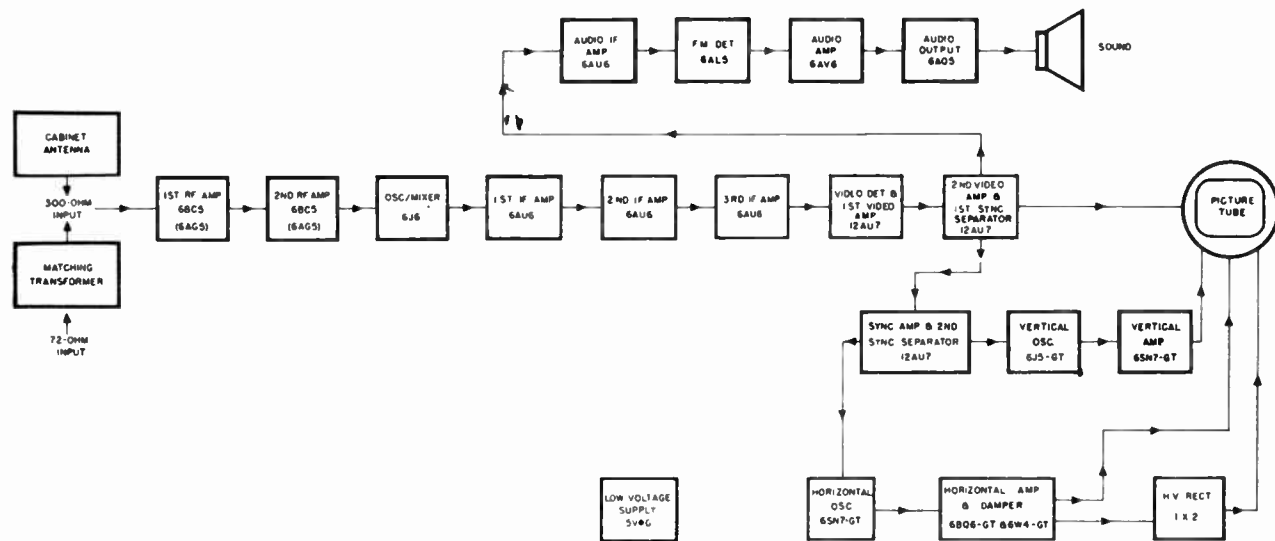 AUDIO IF
AMP
6AU6
FM DET
6AL5
AUDIO
AMP
6AV6
AUDIO
OUTPUT
6AQ5
SOUND
CABINET
ANTENNA
300-OHM
INPUT
MATCHING
TRANSFORMER
72-OHM
INPUT
1ST RF AMP
6BC5
(6AG5)
2ND RF AMP
6BC5
(6AG5)
OSC/MIXER
6J6
1ST IF AMP
6AU6
2ND IF AMP
6AU6
3RD IF AMP
6AU6
VIDEO DET &
1ST VIDEO
AMP
12AU7
2ND VIDEO
AMP &
1ST SYNC
SEPARATOR
12AU7
PICTURE
TUBE
SYNC AMP & 2ND
SYNC SEPARATOR
12AU7
VERTICAL
OSC
6J5-GT
VERTICAL
AMP
6SN7-GT
LOW VOLTAGE
SUPPLY
HORIZONTAL
OSC
6SN7-GT
HORIZONTAL AMP
& DAMPER
6BQ6-GT &6W4-GT
H.V. RECT
1 X 2